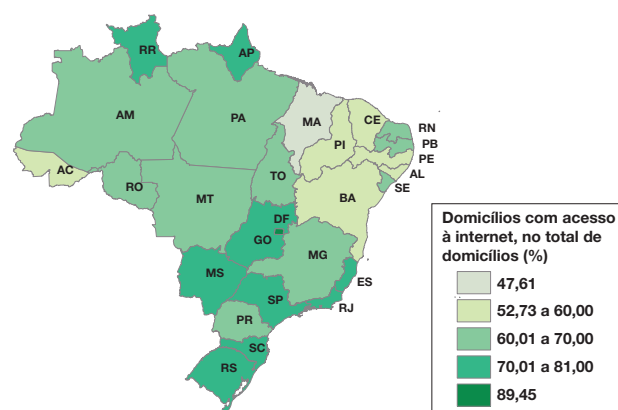 RR
AP
AM
PA
MA
CE
RN
PI
PB
PE
AC
AL
TO
SE
RO
BA
MT
DF
GO
MG
MS
ES
SP
RJ
PR
SC
RS
Domicílios com acesso
à internet, no total de
domicílios (%)
47,61
52,73 a 60,00
60,01 a 70,00
70,01 a 81,00
89,45